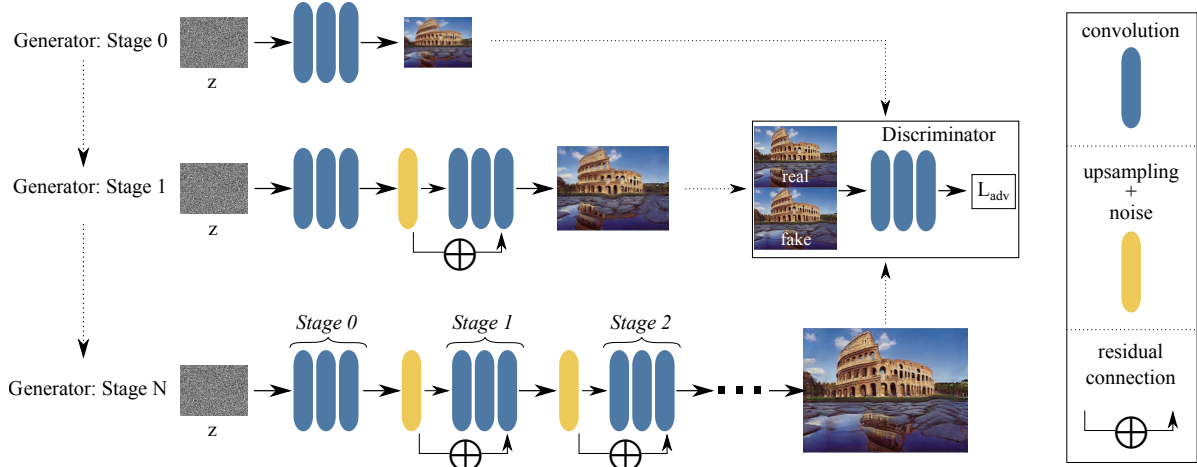 Generator: Stage 0
z
Generator: Stage 1
z
Stage 0
Stage 1
Stage 2
Generator: Stage N
z
Discriminator
real
fake
L_adv
convolution
upsampling
+
noise
residual
connection